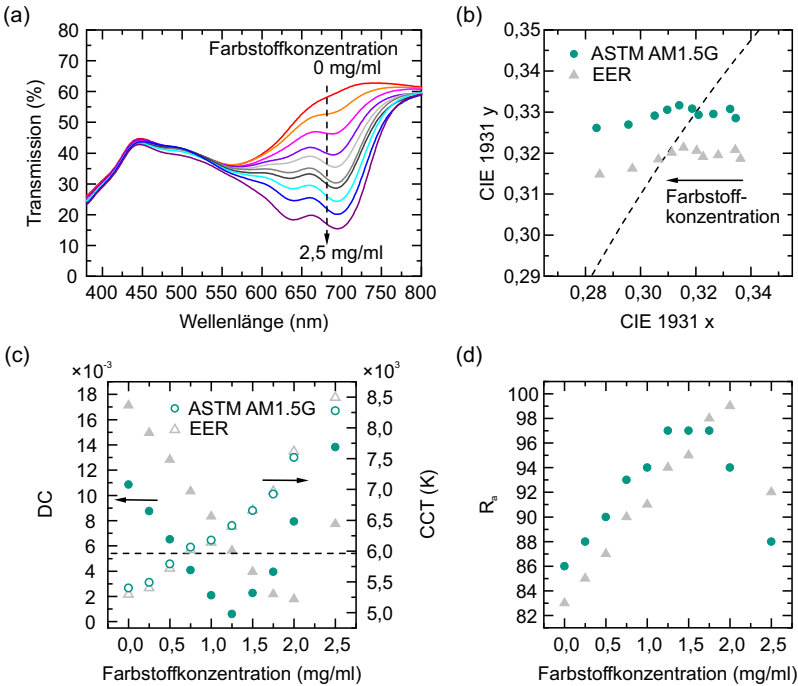 (a)
80
70
60
50
40
30
20
10
0
Transmission (%)
Farbstoffkonzentration
0 mg/ml
2,5 mg/ml
400 450 500 550 600 650 700 750 800
Wellenlänge (nm)
(b)
0,35
0,34
0,33
0,32
0,31
0,30
0,29
CIE 1931 y
ASTM AM1.5G
EER
Farbstoff-
konzentration
0,28 0,30 0,32 0,34
CIE 1931 x
(c)
×10⁻³
18
16
14
12
10
8
6
4
2
0
DC
ASTM AM1.5G
EER
×10³
8,5
8,0
7,5
7,0
6,5
6,0
5,5
5,0
CCT (K)
0,0 0,5 1,0 1,5 2,0 2,5
Farbstoffkonzentration (mg/ml)
(d)
100
98
96
94
92
90
88
86
84
82
Rₐ
0,0 0,5 1,0 1,5 2,0 2,5
Farbstoffkonzentration (mg/ml)